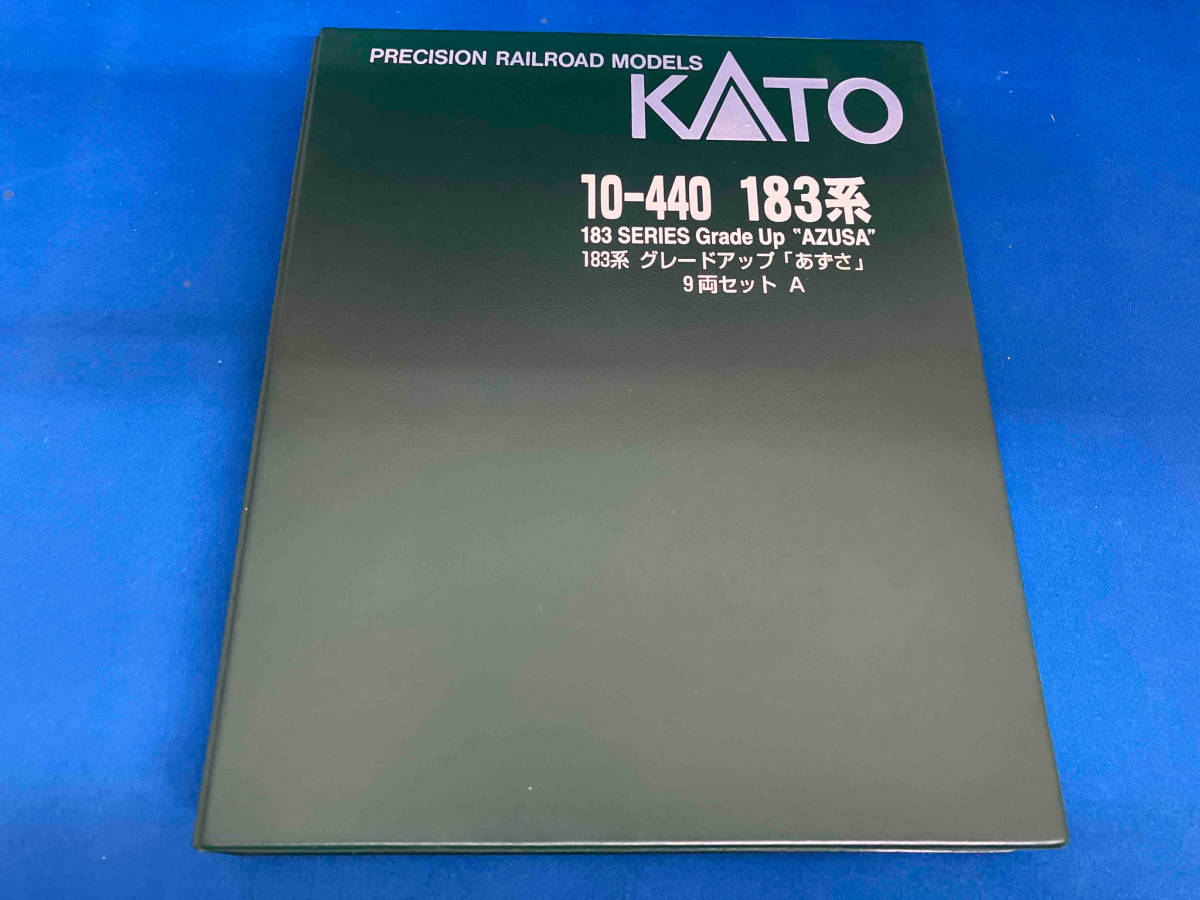 PRECISION RAILROAD MODELS
KATO
10-440 183系
183 SERIES Grade Up "AZUSA"
183系 グレードアップ「あずさ」
9両セット A